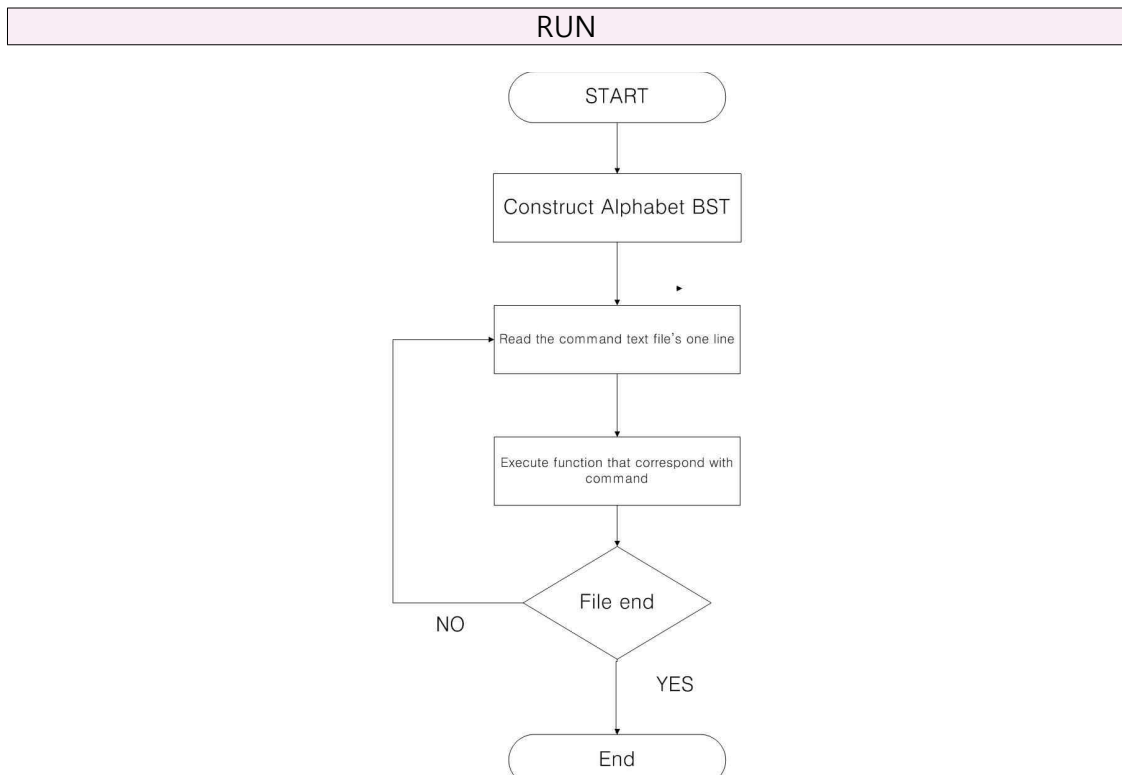 RUN
START
Construct Alphabet BST
Read the command text file's one line
Execute function that correspond with
command
File end
NO
YES
End